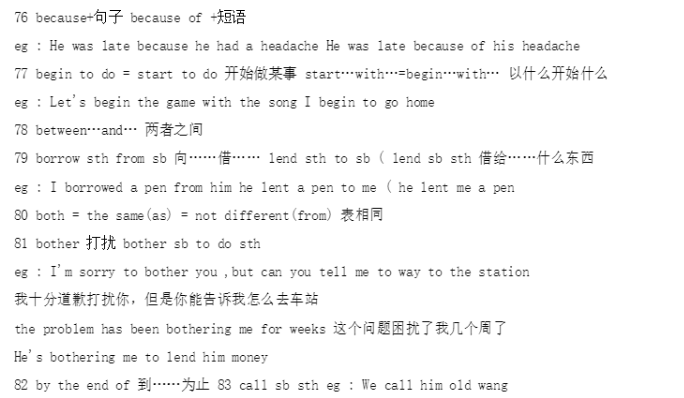 76 because+句子 because of +短语
eg : He was late because he had a headache He was late because of his headache
77 begin to do = start to do 开始做某事 start…with…=begin…with… 以什么开始什么
eg : Let's begin the game with the song I begin to go home
78 between…and… 两者之间
79 borrow sth from sb 向……借…… lend sth to sb ( lend sb sth 借给……什么东西
eg : I borrowed a pen from him he lent a pen to me ( he lent me a pen
80 both = the same(as) = not different(from) 表相同
81 bother 打扰 bother sb to do sth
eg : I'm sorry to bother you ,but can you tell me to way to the station
我十分道歉打扰你，但是你能告诉我怎么去车站
the problem has been bothering me for weeks 这个问题困扰了我几个周了
He's bothering me to lend him money
82 by the end of 到……为止 83 call sb sth eg : We call him old wang